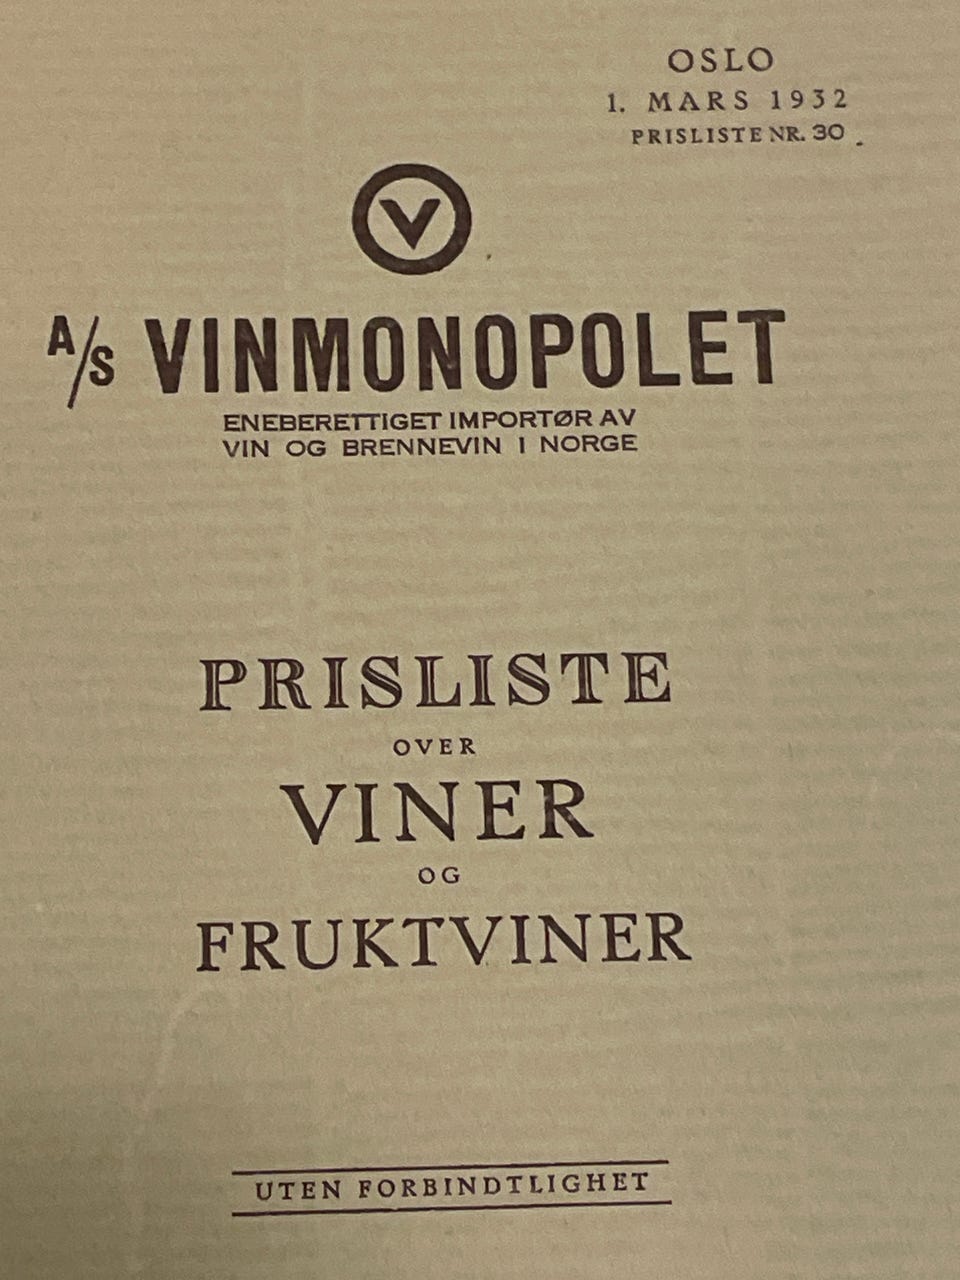 OSLO
1. MARS 1932
PRISLISTE NR. 30
V
A/S VINMONOPOLET
ENEBERETTIGET IMPORTØR AV
VIN OG BRENNEVIN I NORGE
PRISLISTE
OVER
VINER
OG
FRUKTVINER
UTEN FORBINDTLIGHET